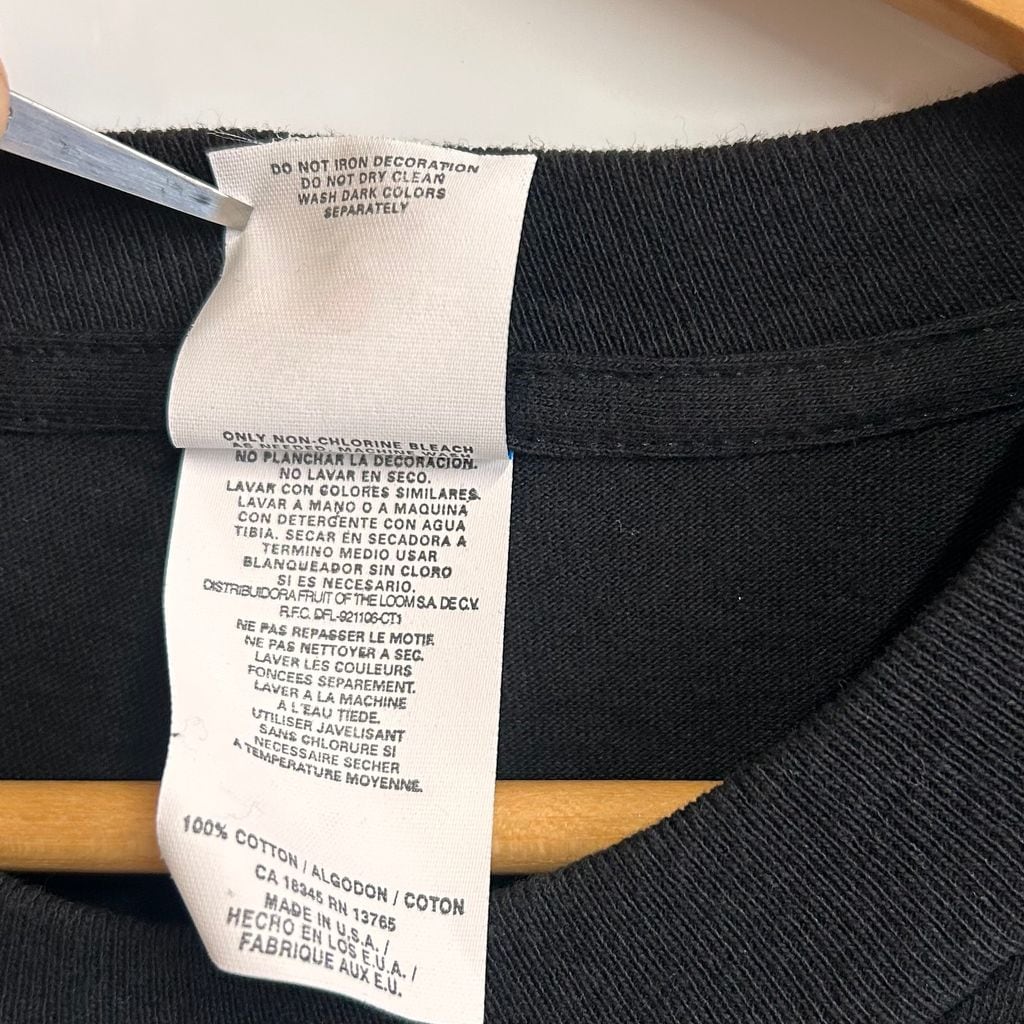 DO NOT IRON DECORATION
DO NOT DRY CLEAN
WASH DARK COLORS
SEPARATELY
ONLY NON-CHLORINE BLEACH
AS NEEDED. MACHINE WASH
NO PLANCHAR LA DECORACION.
NO LAVAR EN SECO.
LAVAR CON COLORES SIMILARES.
LAVAR A MANO O A MAQUINA
CON DETERGENTE CON AGUA
TIBIA. SECAR EN SECADORA A
TERMINO MEDIO USAR
BLANQUEADOR SIN CLORO
SI ES NECESARIO.
DISTRIBUIDORA FRUIT OF THE LOOM S.A. DE C.V.
R.F.C. DFL-921106-CT1
NE PAS REPASSER LE MOTIF.
NE PAS NETTOYER A SEC.
LAVER LES COULEURS
FONCEES SEPAREMENT.
LAVER A LA MACHINE
A L'EAU TIEDE.
UTILISER JAVELISANT
SANS CHLORURE SI
NECESSAIRE SECHER
A TEMPERATURE MOYENNE.
100% COTTON / ALGODON / COTON
CA 18345 RN 13765
MADE IN U.S.A. /
HECHO EN LOS E.U.A. /
FABRIQUE AUX E.U.